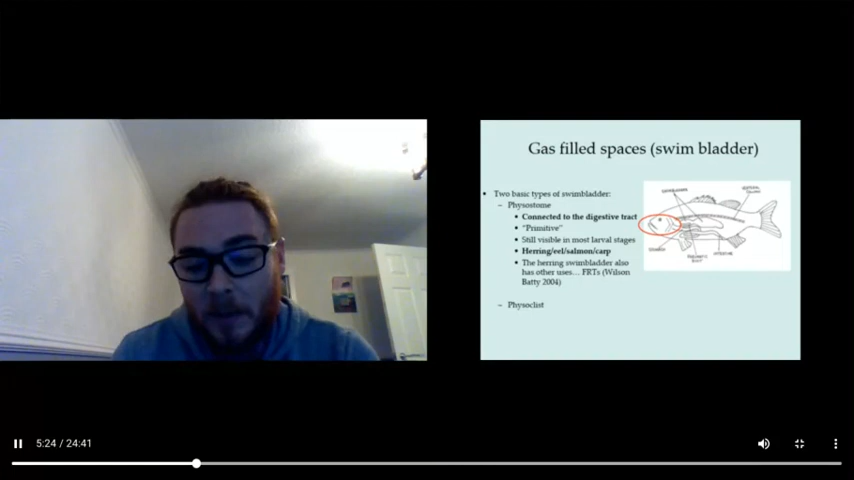 Gas filled spaces (swim bladder)
• Two basic types of swimbladder:
– Physostome
• Connected to the digestive tract
• "Primitive"
• Still visible in most larval stages
• Herring/eel/salmon/carp
• The herring swimbladder also
has other uses... FRTs (Wilson
Batty 2004)
– Physoclist
5:24 / 24:41